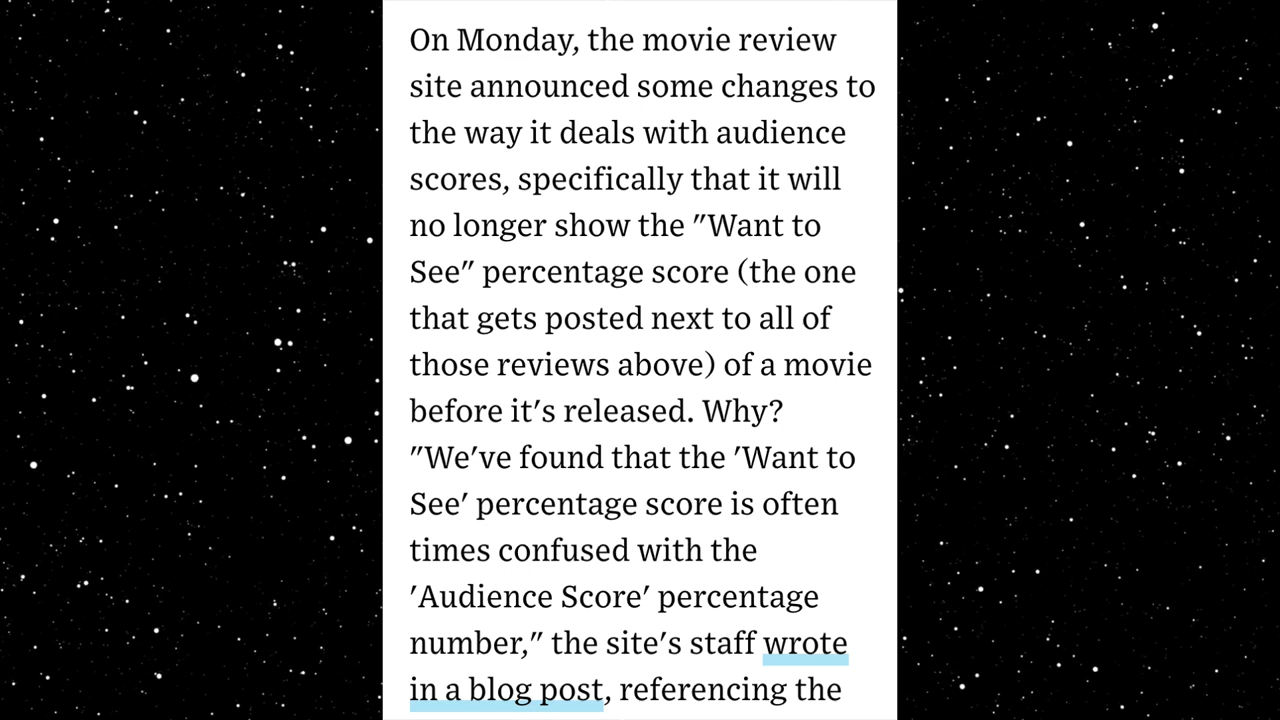 On Monday, the movie review
site announced some changes to
the way it deals with audience
scores, specifically that it will
no longer show the "Want to
See" percentage score (the one
that gets posted next to all of
those reviews above) of a movie
before it's released. Why?
"We've found that the 'Want to
See' percentage score is often
times confused with the
'Audience Score' percentage
number," the site's staff wrote
in a blog post, referencing the